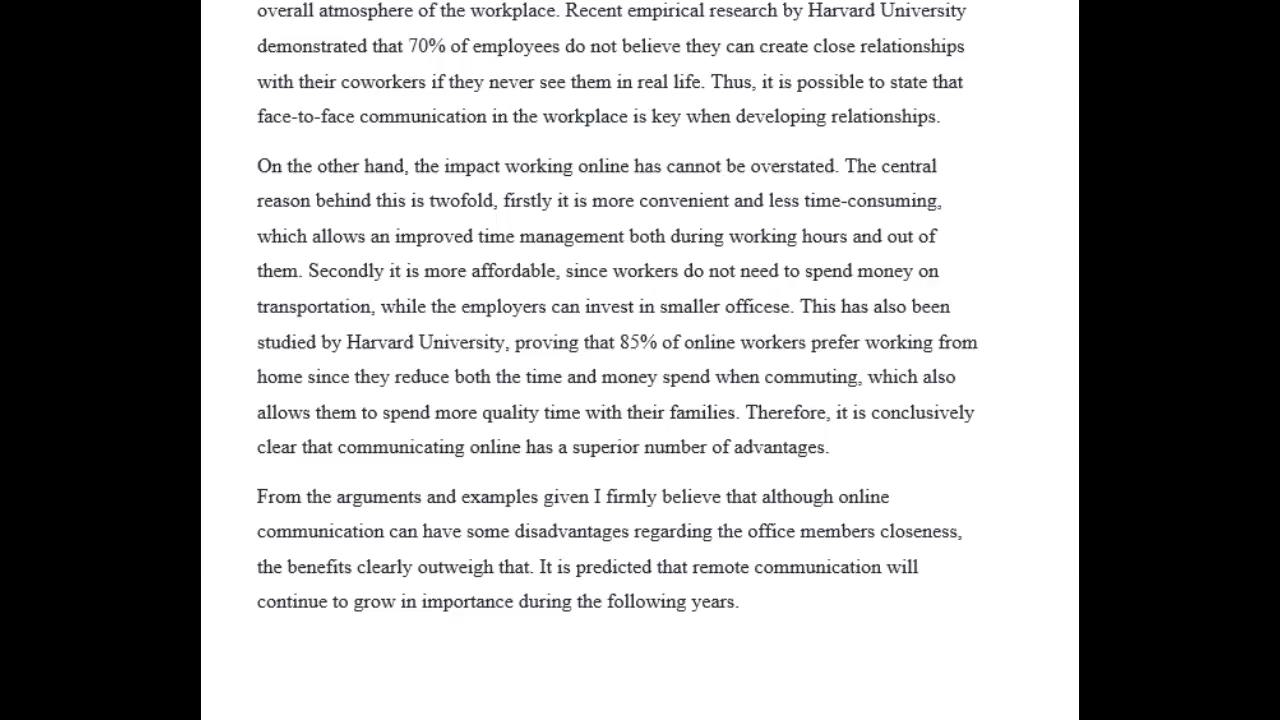 overall atmosphere of the workplace. Recent empirical research by Harvard University
demonstrated that 70% of employees do not believe they can create close relationships
with their coworkers if they never see them in real life. Thus, it is possible to state that
face-to-face communication in the workplace is key when developing relationships.
On the other hand, the impact working online has cannot be overstated. The central
reason behind this is twofold, firstly it is more convenient and less time-consuming,
which allows an improved time management both during working hours and out of
them. Secondly it is more affordable, since workers do not need to spend money on
transportation, while the employers can invest in smaller officese. This has also been
studied by Harvard University, proving that 85% of online workers prefer working from
home since they reduce both the time and money spend when commuting, which also
allows them to spend more quality time with their families. Therefore, it is conclusively
clear that communicating online has a superior number of advantages.
From the arguments and examples given I firmly believe that although online
communication can have some disadvantages regarding the office members closeness,
the benefits clearly outweigh that. It is predicted that remote communication will
continue to grow in importance during the following years.